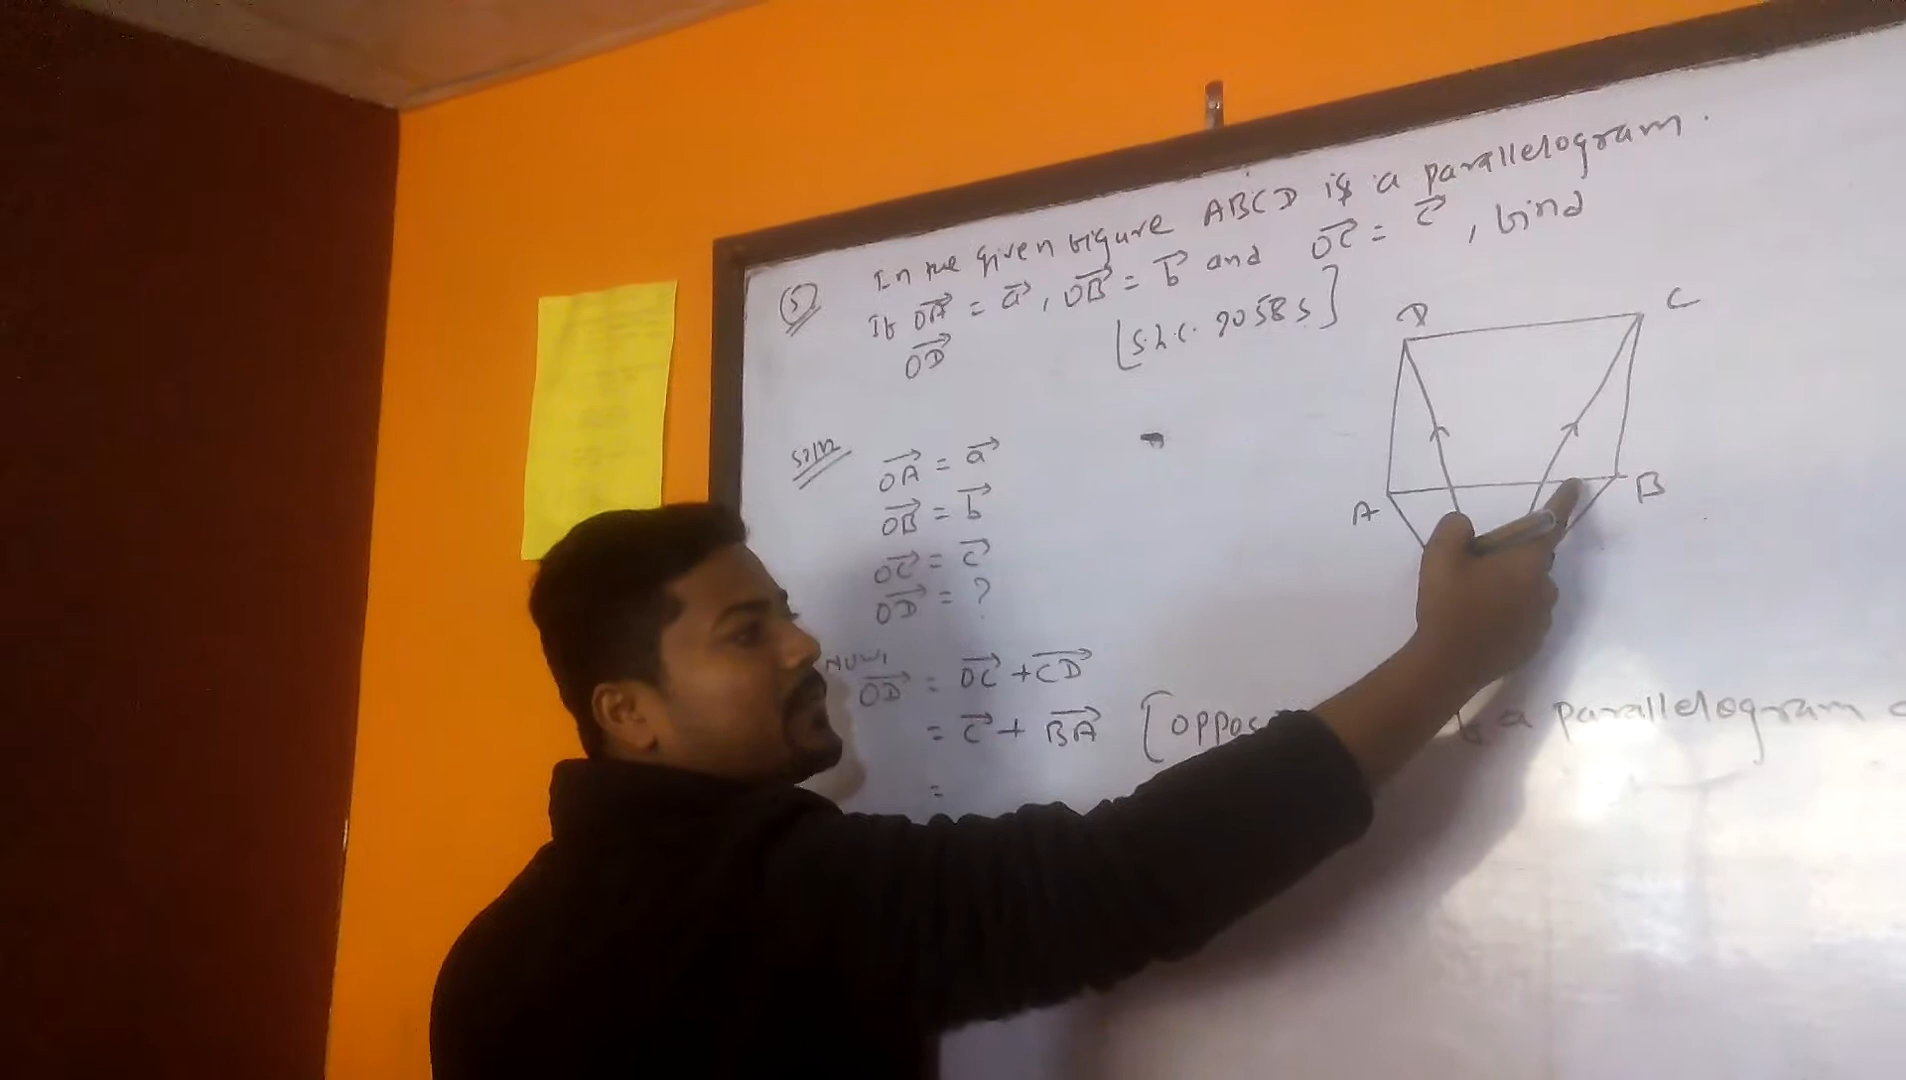 (5) In the given figure ABCD is a parallelogram.
If OA = a, OB = b and OC = c, find
OD [S.L.C. 2058 S]
D C
A B
Soln
OA = a
OB = b
OC = c
OD = ?
Now,
OD = OC + CD
= c + BA [oppos a parallelogram
=